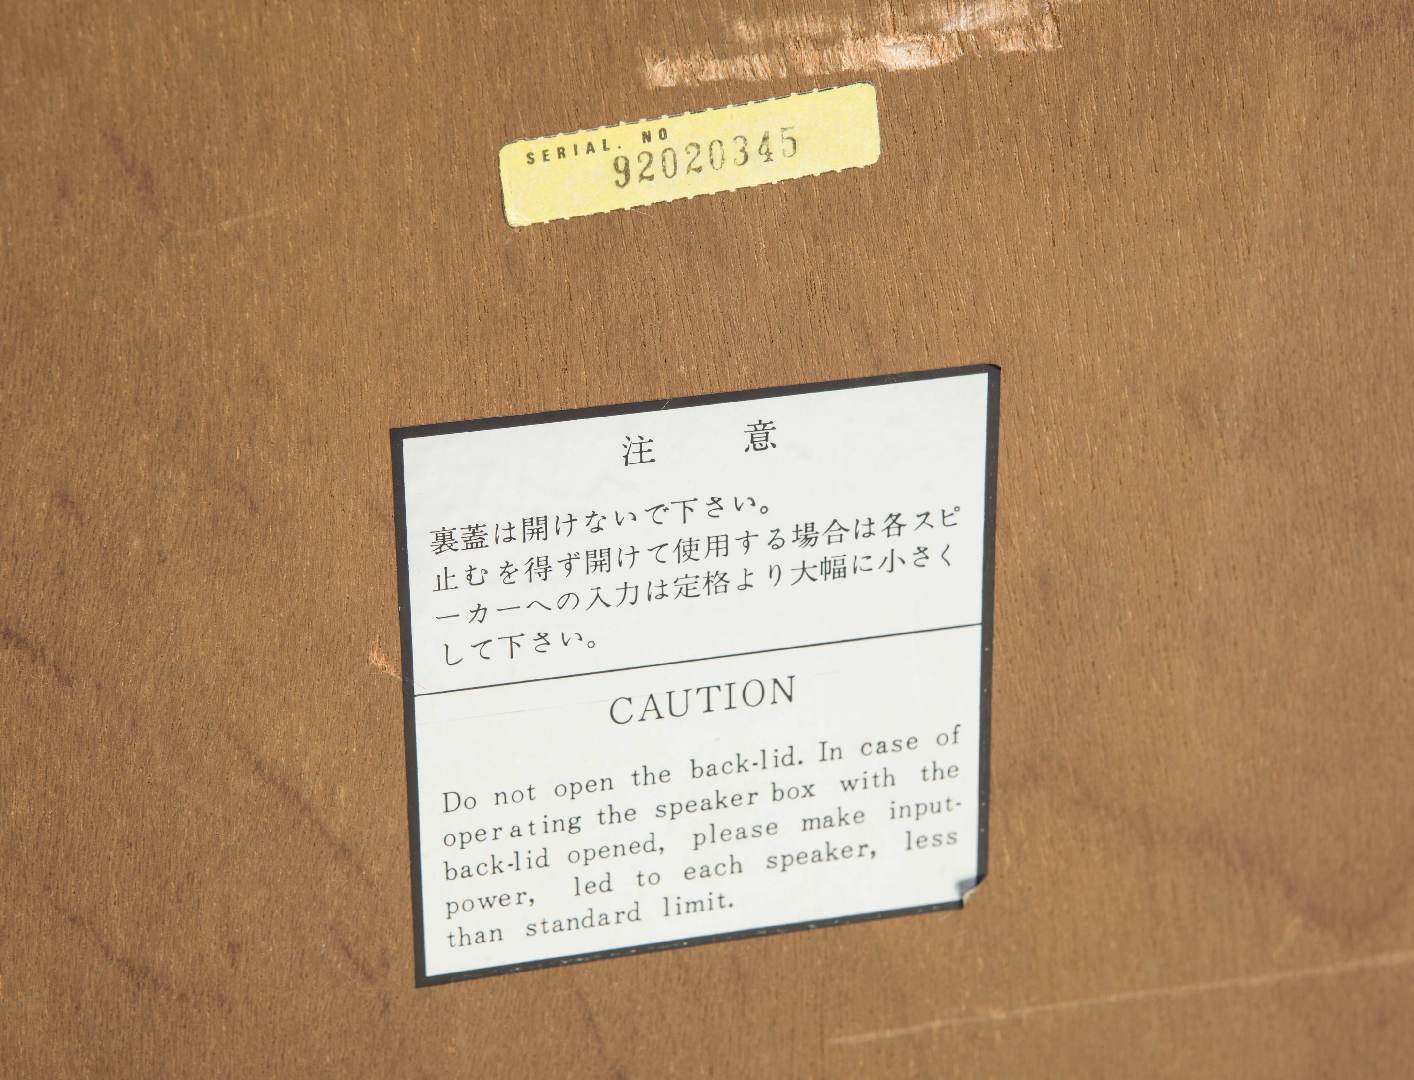 SERIAL. NO
92020345
注 意
裏蓋は開けないで下さい。
止むを得ず開けて使用する場合は各スピ
ーカーへの入力は定格より大幅に小さく
して下さい。
CAUTION
Do not open the back-lid. In case of
operating the speaker box with the
back-lid opened, please make input-
power, led to each speaker, less
than standard limit.